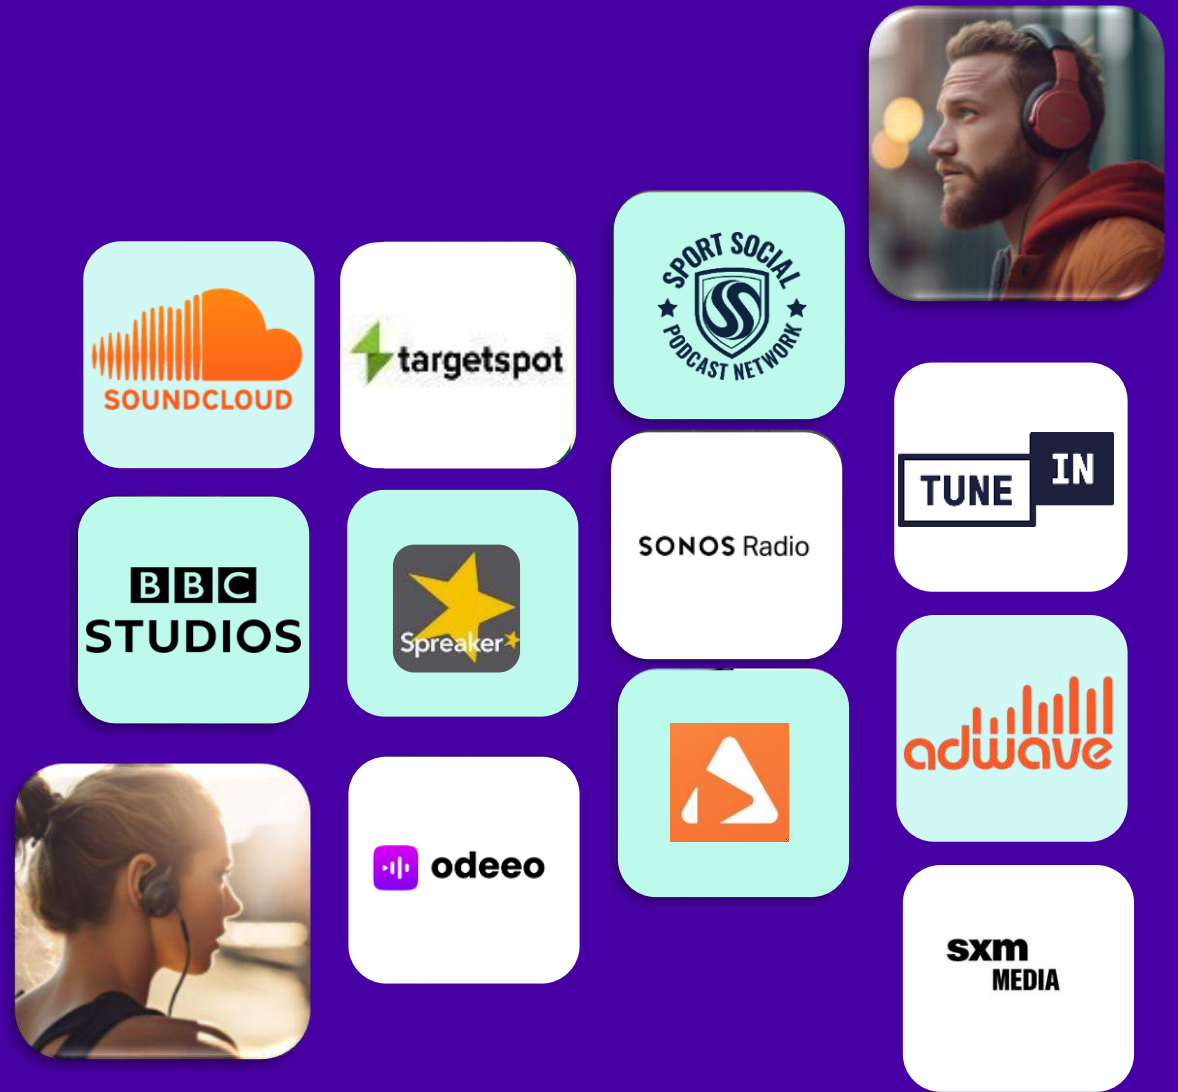 SPORT SOCIAL
PODCAST NETWORK
SOUNDCLOUD
targetspot
TUNE
IN
SONOS Radio
BBC
STUDIOS
Spreaker
adwave
odeeo
sxm
MEDIA